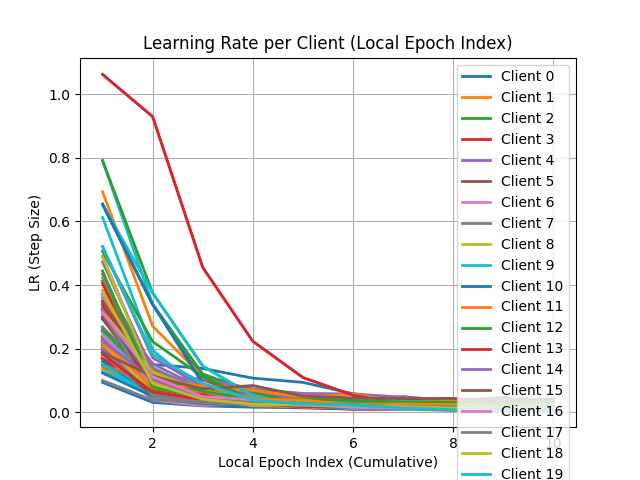 Learning Rate per Client (Local Epoch Index)
LR (Step Size)
1.0
0.8
0.6
0.4
0.2
0.0
2
4
6
8
10
Local Epoch Index (Cumulative)
Client 0
Client 1
Client 2
Client 3
Client 4
Client 5
Client 6
Client 7
Client 8
Client 9
Client 10
Client 11
Client 12
Client 13
Client 14
Client 15
Client 16
Client 17
Client 18
Client 19